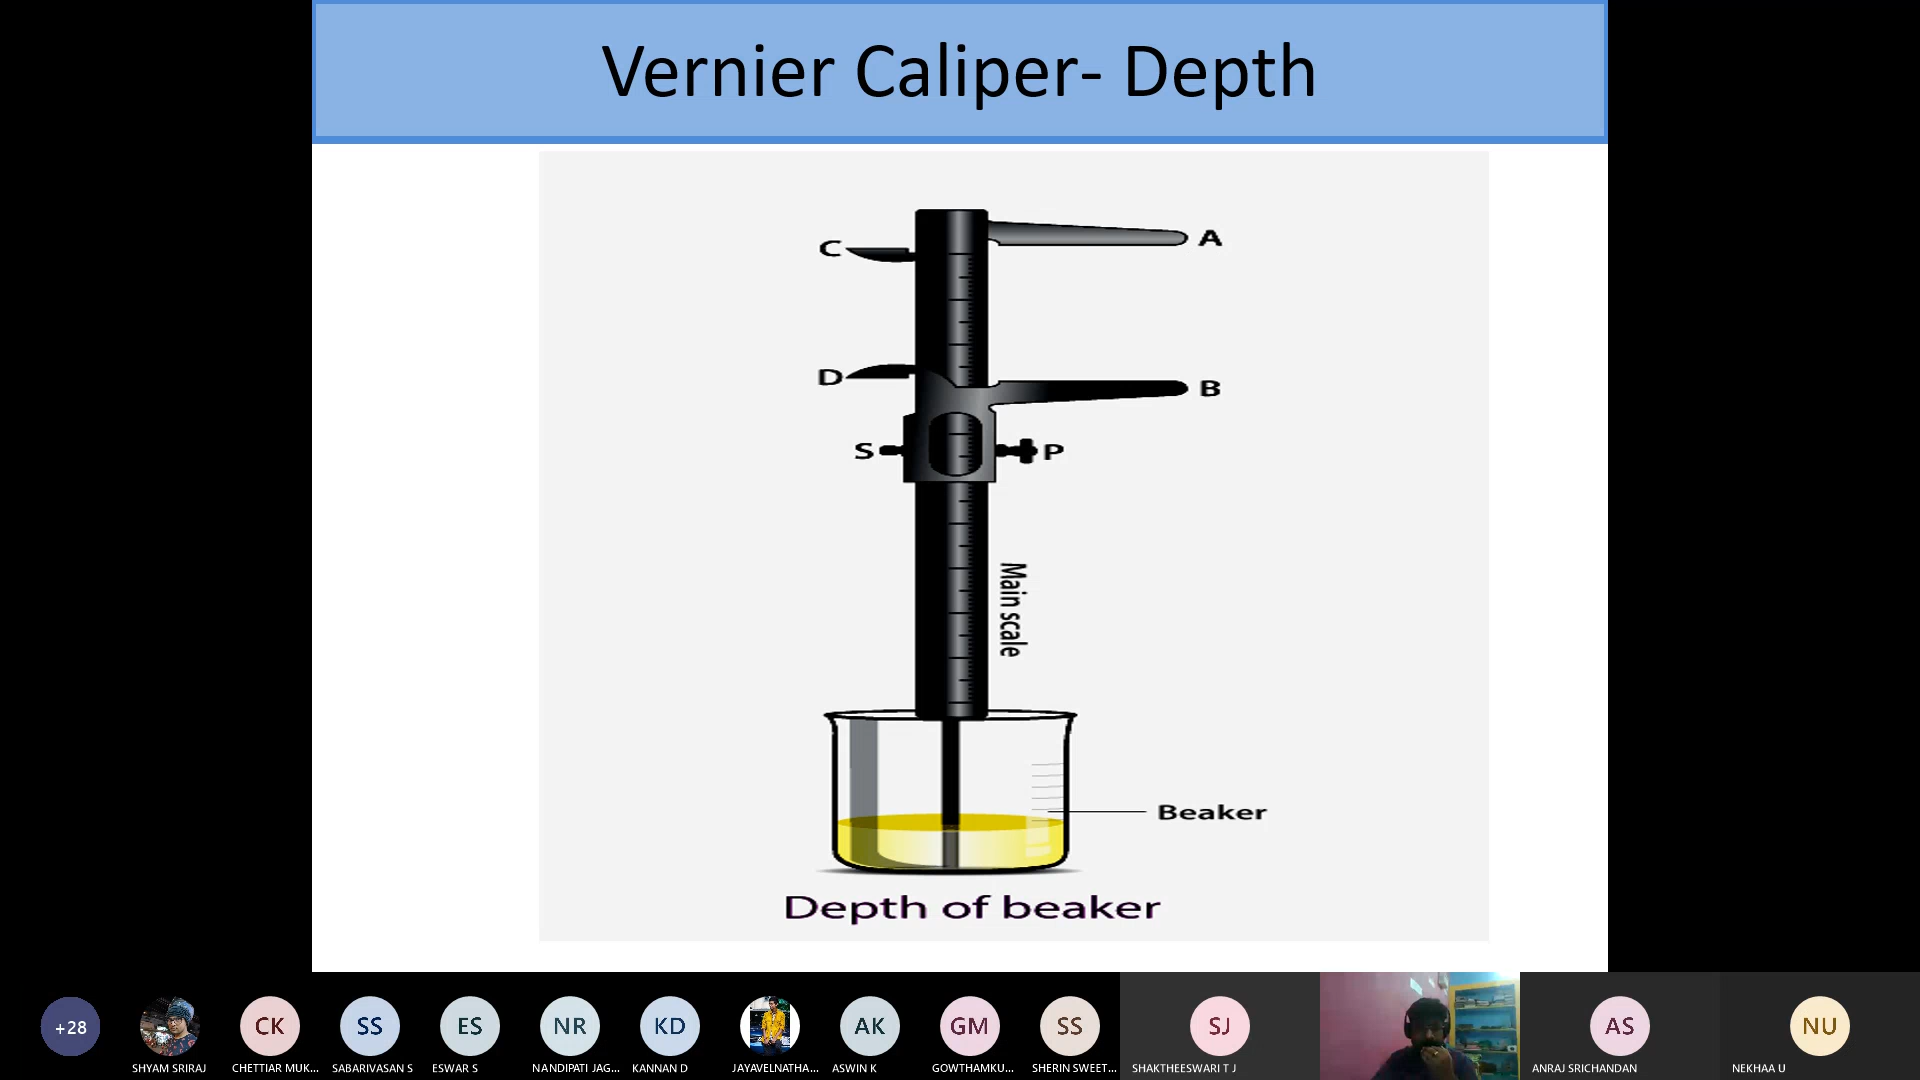 Vernier Caliper- Depth
C
A
D
B
S
P
Main scale
Beaker
Depth of beaker
+28
CK
SS
ES
NR
KD
AK
GM
SS
SJ
AS
NU
SHYAM SRIRAJ
CHETTIAR MUK...
SABARIVASAN S
ESWAR S
NANDIPATI JAG...
KANNAN D
JAYAVELNATHA...
ASWIN K
GOWTHAMKU...
SHERIN SWEET...
SHAKTHEESWARI T J
ANRAJ SRICHANDAN
NEKHAA U